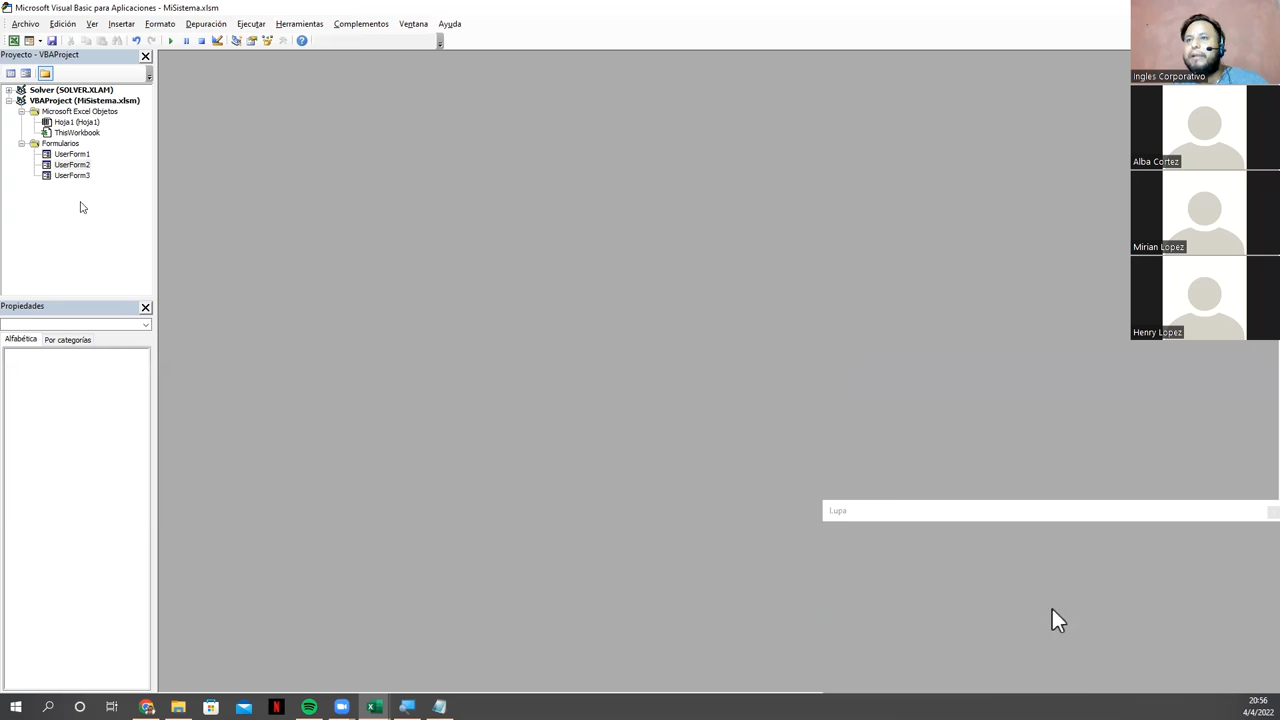 Microsoft Visual Basic para Aplicaciones - MiSistema.xlsm
Archivo Edición Ver Insertar Formato Depuración Ejecutar Herramientas Complementos Ventana Ayuda
Proyecto - VBAProject
Solver (SOLVER.XLAM)
VBAProject (MiSistema.xlsm)
Microsoft Excel Objetos
Hoja1 (Hoja1)
ThisWorkbook
Formularios
UserForm1
UserForm2
UserForm3
Propiedades
Alfabética Por categorías
Ingles Corporativo
Alba Cortez
Mirian Lopez
Henry Lopez
Lupa
20:56
4/4/2022